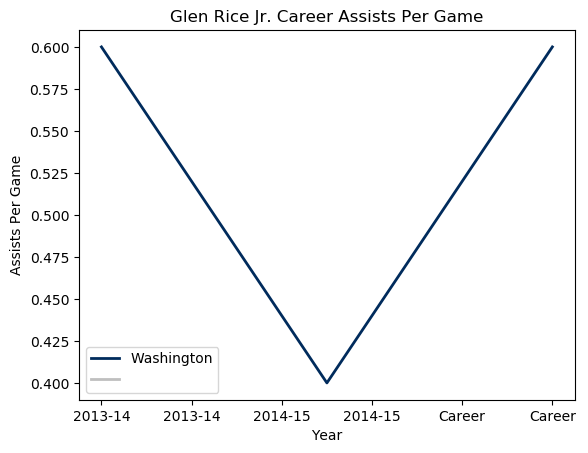 Glen Rice Jr. Career Assists Per Game
0.600
0.575
0.550
0.525
0.500
0.475
0.450
0.425
0.400
Assists Per Game
Washington
2013-14 2013-14 2014-15 2014-15 Career Career
Year